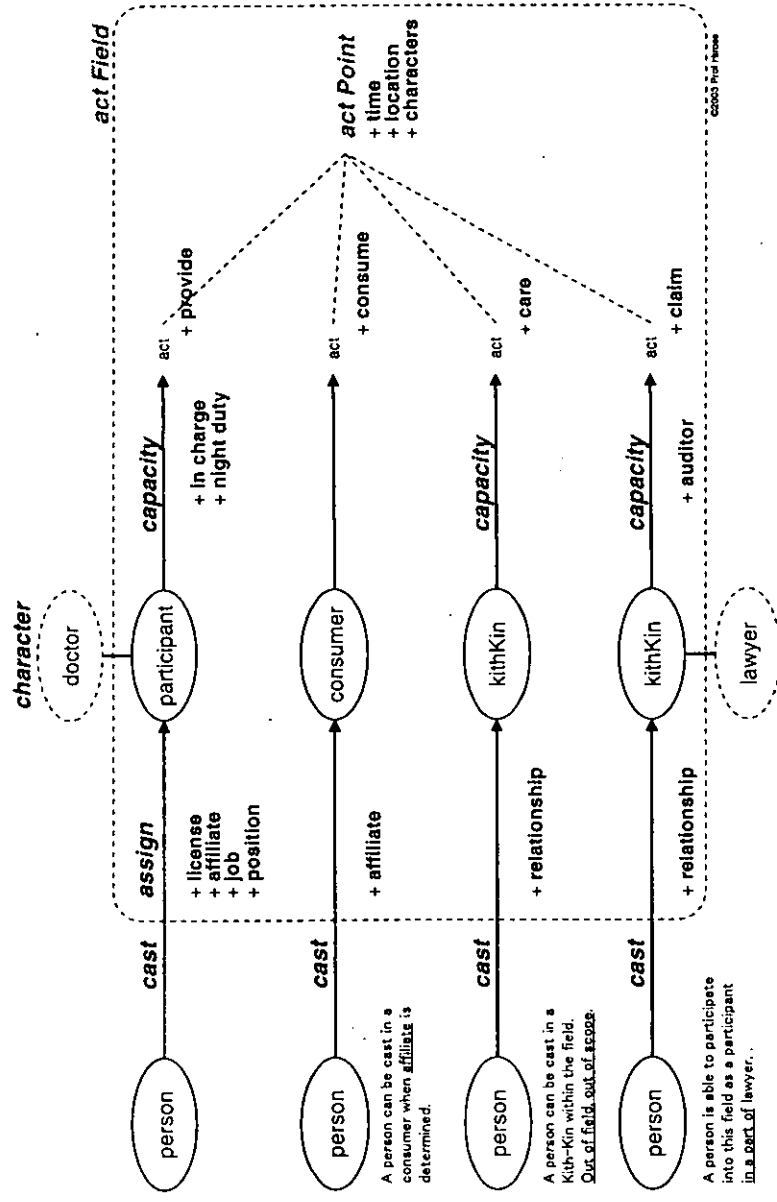 character
act Field
doctor
person
cast
assign
+ license
+ affiliate
+ job
+ position
participant
capacity
+ in charge
+ night duty
act
+ provide
person
cast
A person can be cast in a
consumer when affiliate is
determined.
+ affiliate
consumer
act
+ consume
act Point
+ time
+ location
+ characters
person
cast
A person can be cast in a
Kith-Kin within the field.
Out of field, out of scope.
+ relationship
kithKin
capacity
act
+ care
person
cast
A person is able to participate
into this field as a participant
in a part of lawyer. .
+ relationship
kithKin
capacity
+ auditor
act
+ claim
lawyer
©2003 Prof